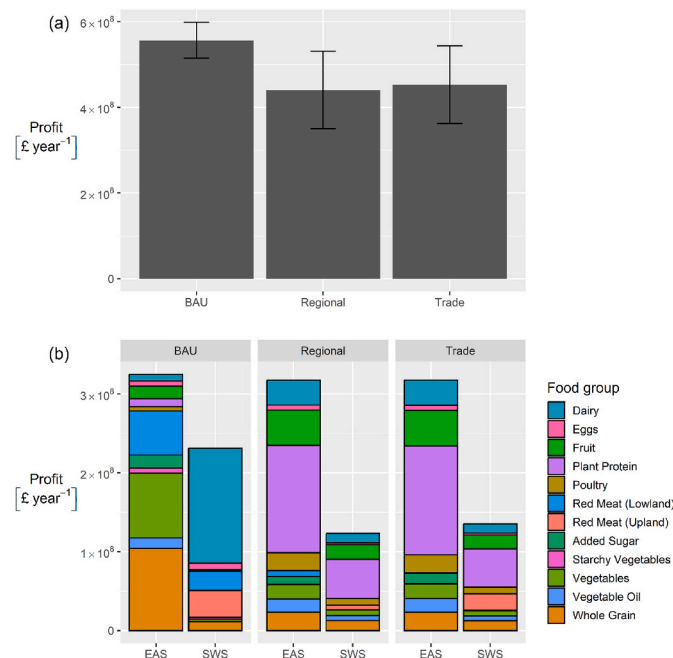 (a)
6 × 10⁸
4 × 10⁸
2 × 10⁸
0
Profit
[£ year⁻¹]
BAU Regional Trade
(b)
BAU Regional Trade
3 × 10⁸
2 × 10⁸
1 × 10⁸
0
Profit
[£ year⁻¹]
EAS SWS EAS SWS EAS SWS
Food group
Dairy
Eggs
Fruit
Plant Protein
Poultry
Red Meat (Lowland)
Red Meat (Upland)
Added Sugar
Starchy Vegetables
Vegetables
Vegetable Oil
Whole Grain